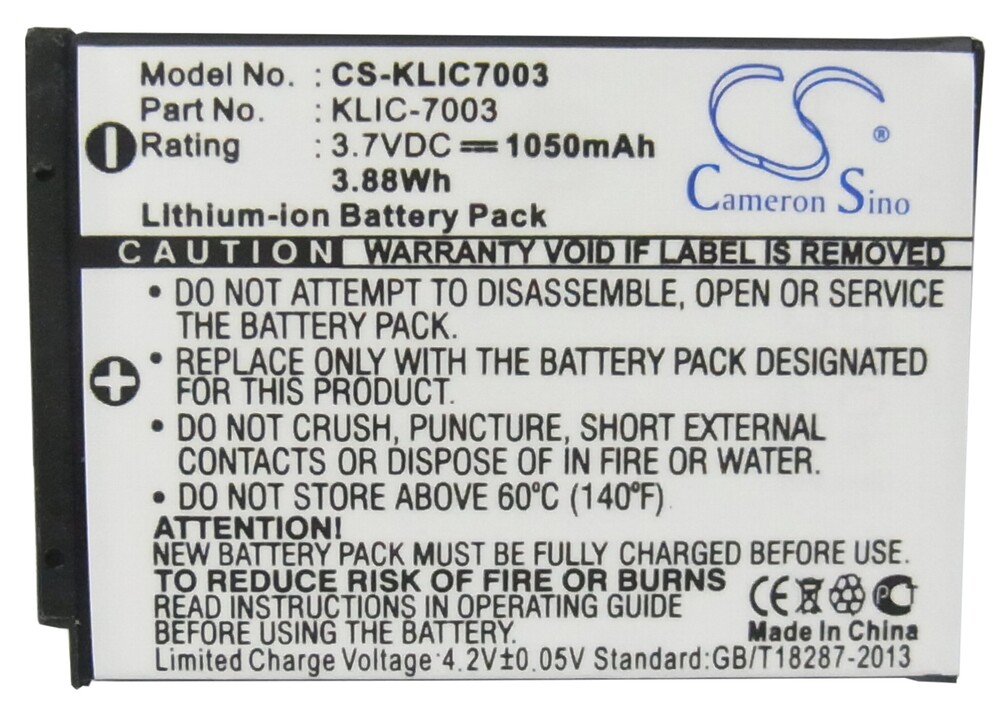 Model No. : CS-KLIC7003
Part No. : KLIC-7003
Rating : 3.7VDC ⎓ 1050mAh
3.88Wh
Lithium-ion Battery Pack
CS ®
Cameron Sino
CAUTION WARRANTY VOID IF LABEL IS REMOVED
• DO NOT ATTEMPT TO DISASSEMBLE, OPEN OR SERVICE
THE BATTERY PACK.
• REPLACE ONLY WITH THE BATTERY PACK DESIGNATED
FOR THIS PRODUCT.
• DO NOT CRUSH, PUNCTURE, SHORT EXTERNAL
CONTACTS OR DISPOSE OF IN FIRE OR WATER.
• DO NOT STORE ABOVE 60°C (140°F)
ATTENTION!
NEW BATTERY PACK MUST BE FULLY CHARGED BEFORE USE.
TO REDUCE RISK OF FIRE OR BURNS
READ INSTRUCTIONS IN OPERATING GUIDE
BEFORE USING THE BATTERY.
CE PC
Made in China
Limited Charge Voltage:4.2V±0.05V Standard:GB/T18287-2013